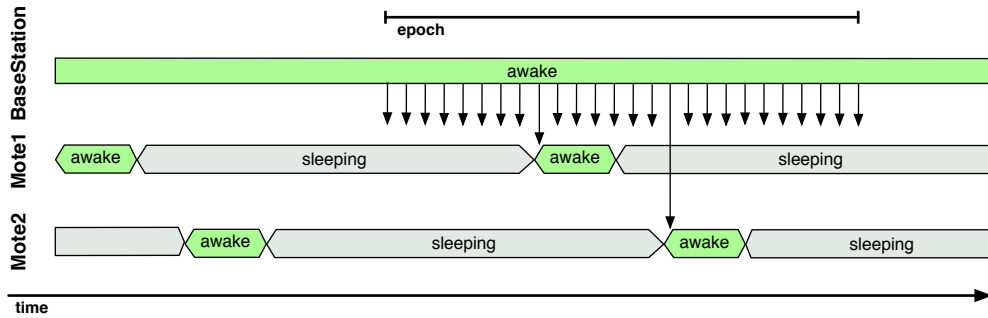 epoch
BaseStation
awake
Mote1
awake
sleeping
awake
sleeping
Mote2
awake
sleeping
awake
sleeping
time